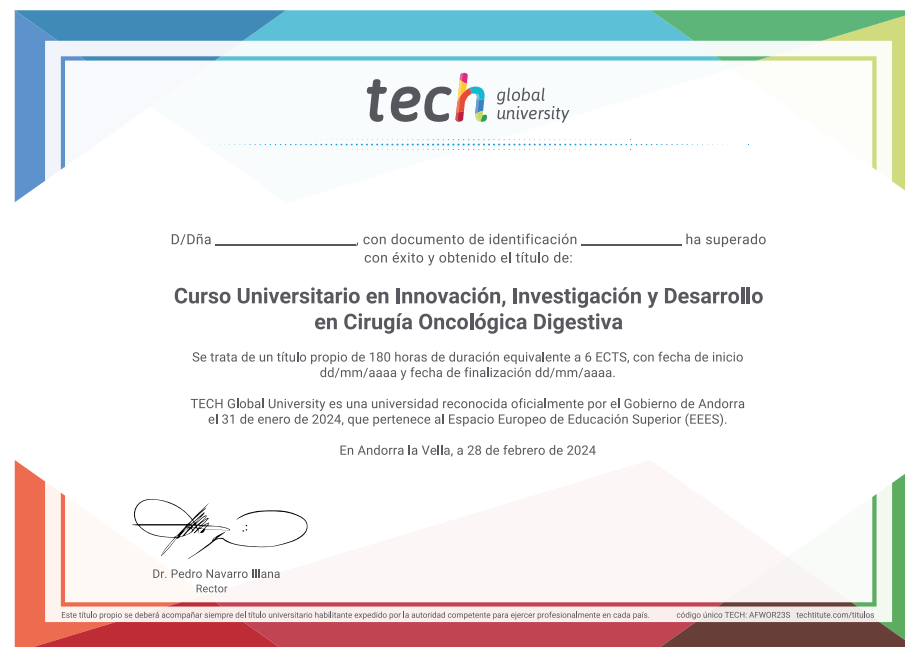 tech global university
D/Dña ____________, con documento de identificación ____________ ha superado
con éxito y obtenido el título de:
Curso Universitario en Innovación, Investigación y Desarrollo
en Cirugía Oncológica Digestiva
Se trata de un título propio de 180 horas de duración equivalente a 6 ECTS, con fecha de inicio
dd/mm/aaaa y fecha de finalización dd/mm/aaaa.
TECH Global University es una universidad reconocida oficialmente por el Gobierno de Andorra
el 31 de enero de 2024, que pertenece al Espacio Europeo de Educación Superior (EEES).
En Andorra la Vella, a 28 de febrero de 2024
Dr. Pedro Navarro Illana
Rector
Este título propio se deberá acompañar siempre del título universitario habilitante expedido por la autoridad competente para ejercer profesionalmente en cada país. código único TECH: AFWOR23S techtitute.com/títulos